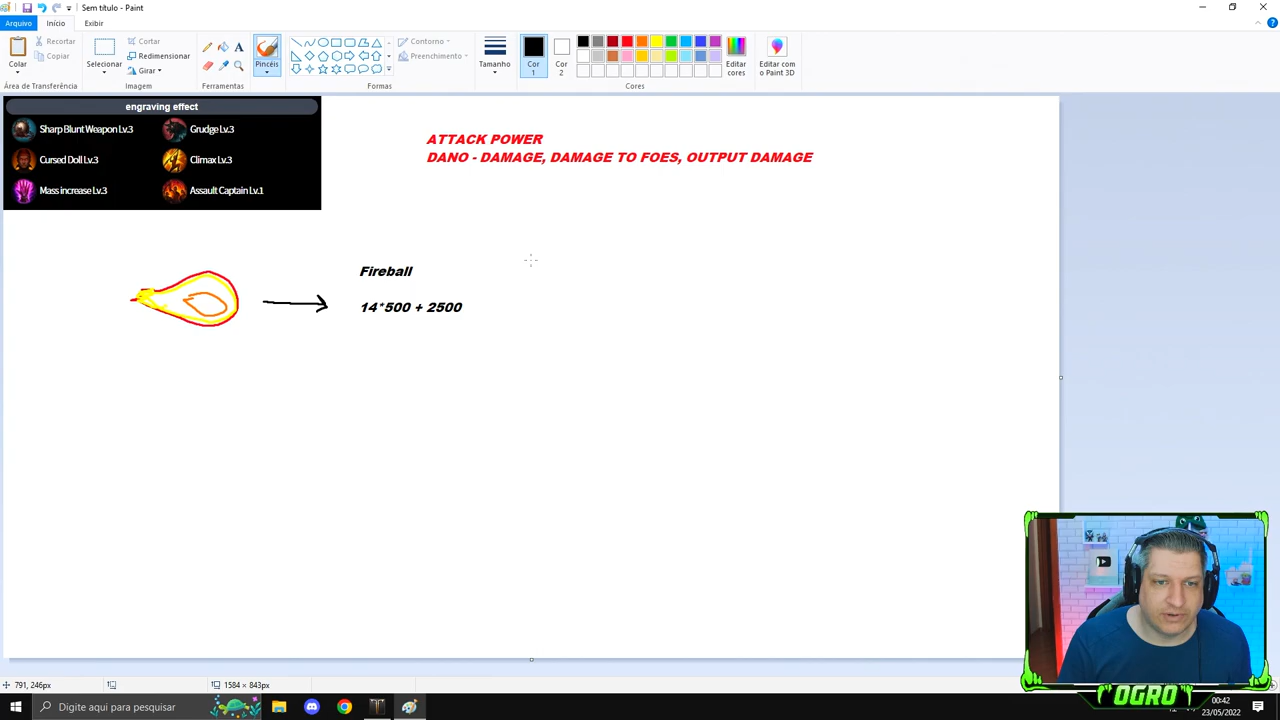 Sem título - Paint
Arquivo
Início
Exibir
Colar
Recortar
Copiar
Área de Transferência
Selecionar
Cortar
Redimensionar
Girar
Imagem
Ferramentas
Pincéis
Formas
Contorno
Preenchimento
Tamanho
Cor 1
Cor 2
Cores
Editar cores
Editar com o Paint 3D
engraving effect
Sharp Blunt Weapon Lv.3
Grudge Lv.3
Cursed Doll Lv.3
Climax Lv.3
Mass increase Lv.3
Assault Captain Lv.1
ATTACK POWER
DANO - DAMAGE, DAMAGE TO FOES, OUTPUT DAMAGE
Fireball
14*500 + 2500
OGRO
791, 246px
1584 × 843px
Digite aqui para pesquisar
00:42
23/05/2022